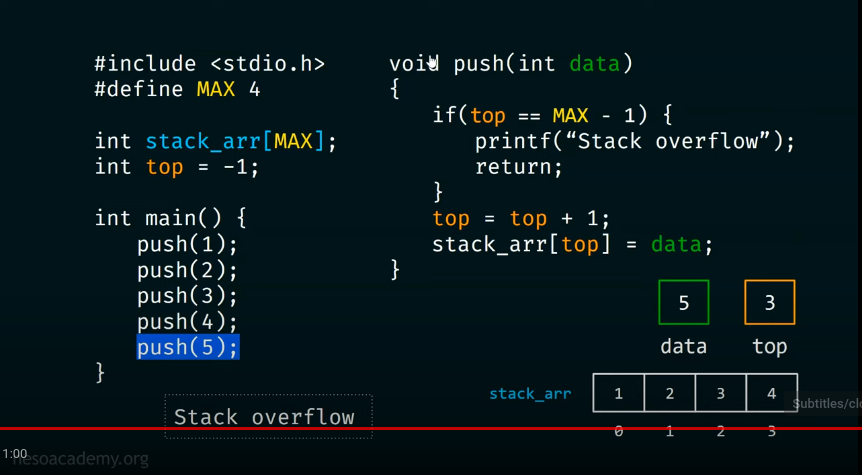 #include <stdio.h>
#define MAX 4
int stack_arr[MAX];
int top = -1;
int main() {
push(1);
push(2);
push(3);
push(4);
push(5);
}
void push(int data)
{
if(top == MAX - 1) {
printf(“Stack overflow”);
return;
}
top = top + 1;
stack_arr[top] = data;
}
5 3
data top
stack_arr 1 2 3 4
0 1 2 3
Stack overflow
1:00
nesoacademy.org